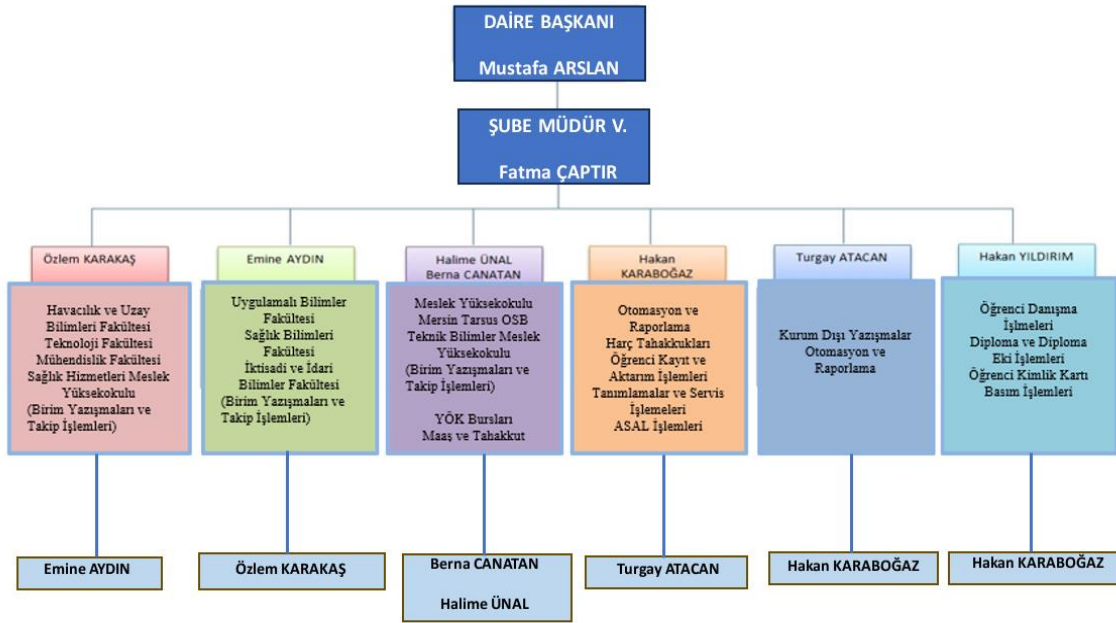 DAİRE BAŞKANI
Mustafa ARSLAN
ŞUBE MÜDÜR V.
Fatma ÇAPTIR
Özlem KARAKAŞ
Havacılık ve Uzay
Bilimleri Fakültesi
Teknoloji Fakültesi
Mühendislik Fakültesi
Sağlık Hizmetleri Meslek
Yüksekokulu
(Birim Yazışmaları ve
Takip İşlemleri)
Emine AYDIN
Emine AYDIN
Uygulamalı Bilimler
Fakültesi
Sağlık Bilimleri
Fakültesi
İktisadi ve İdari
Bilimler Fakültesi
(Birim Yazışmaları ve
Takip İşlemleri)
Özlem KARAKAŞ
Halime ÜNAL
Berna CANATAN
Meslek Yüksekokulu
Mersin Tarsus OSB
Teknik Bilimler Meslek
Yüksekokulu
(Birim Yazışmaları ve
Takip İşlemleri)
YÖK Bursları
Maaş ve Tahakkut
Berna CANATAN
Halime ÜNAL
Hakan
KARABOĞAZ
Otomasyon ve
Raporlama
Harç Tahakkukları
Öğrenci Kayıt ve
Aktarım İşlemleri
Tanımlamalar ve Servis
İşlemeleri
ASAL İşlemleri
Turgay ATACAN
Turgay ATACAN
Kurum Dışı Yazışmalar
Otomasyon ve
Raporlama
Hakan KARABOĞAZ
Hakan YILDIRIM
Öğrenci Danışma
İşlmeleri
Diploma ve Diploma
Eki İşlemleri
Öğrenci Kimlik Kartı
Basım İşlemleri
Hakan KARABOĞAZ